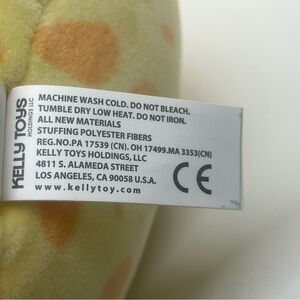 KELLY TOYS
HOLDINGS LLC
MACHINE WASH COLD. DO NOT BLEACH.
TUMBLE DRY LOW HEAT. DO NOT IRON.
ALL NEW MATERIALS
STUFFING POLYESTER FIBERS
REG.NO.PA 17539 (CN). OH 17499.MA 3353(CN)
KELLY TOYS HOLDINGS, LLC
4811 S. ALAMEDA STREET
LOS ANGELES, CA 90058 U.S.A.
www.kellytoy.com
CE